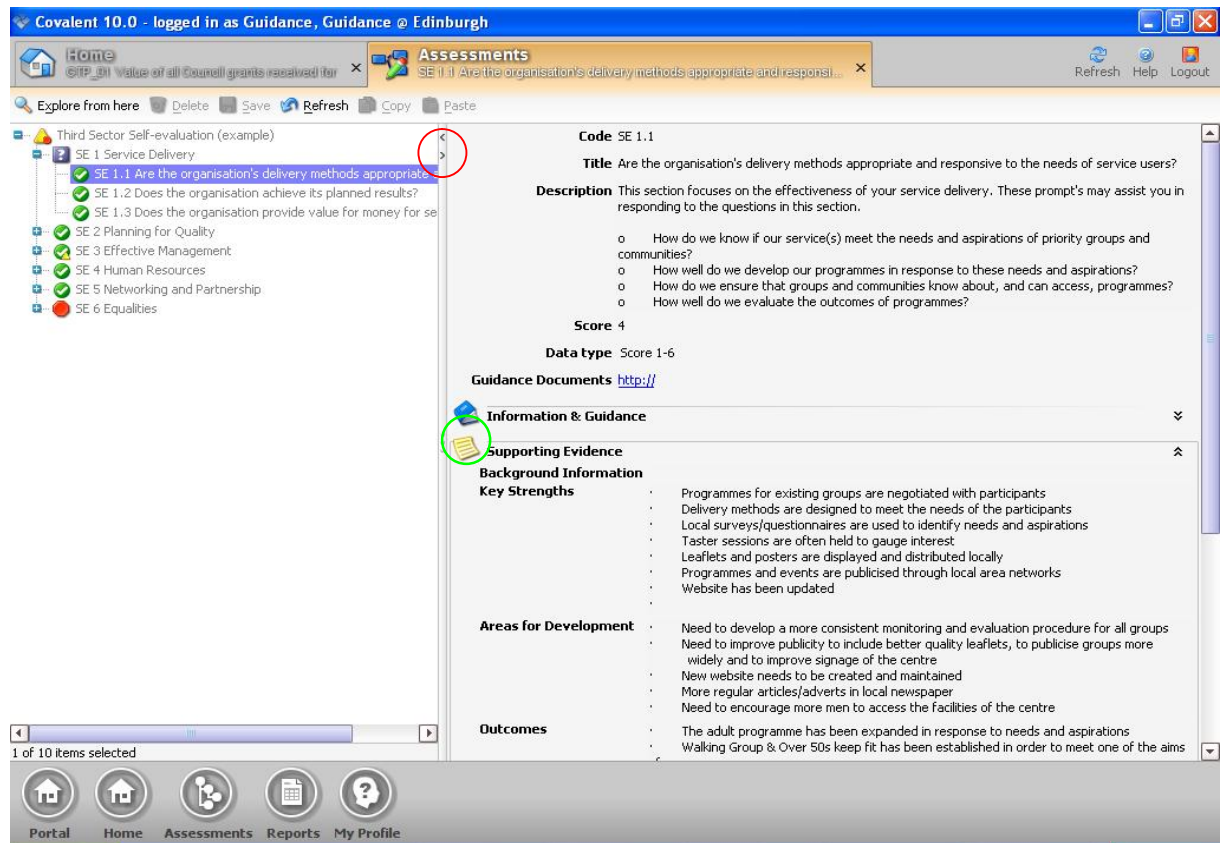 Covalent 10.0 - logged in as Guidance, Guidance @ Edinburgh
Home
Value of all Council grants received for
Assessments
SE 1.1 Are the organisation's delivery methods appropriate and responsi...
Refresh Help Logout
Explore from here Delete Save Refresh Copy Paste
Third Sector Self-evaluation (example)
SE 1 Service Delivery
SE 1.1 Are the organisation's delivery methods appropriate
SE 1.2 Does the organisation achieve its planned results?
SE 1.3 Does the organisation provide value for money for se
SE 2 Planning for Quality
SE 3 Effective Management
SE 4 Human Resources
SE 5 Networking and Partnership
SE 6 Equalities
1 of 10 items selected
Code SE 1.1
Title Are the organisation's delivery methods appropriate and responsive to the needs of service users?
Description This section focuses on the effectiveness of your service delivery. These prompt's may assist you in
responding to the questions in this section.
o How do we know if our service(s) meet the needs and aspirations of priority groups and
communities?
o How well do we develop our programmes in response to these needs and aspirations?
o How do we ensure that groups and communities know about, and can access, programmes?
o How well do we evaluate the outcomes of programmes?
Score 4
Data type Score 1-6
Guidance Documents http://
Information & Guidance
Supporting Evidence
Background Information
Key Strengths · Programmes for existing groups are negotiated with participants
· Delivery methods are designed to meet the needs of the participants
· Local surveys/questionnaires are used to identify needs and aspirations
· Taster sessions are often held to gauge interest
· Leaflets and posters are displayed and distributed locally
· Programmes and events are publicised through local area networks
· Website has been updated
·
Areas for Development · Need to develop a more consistent monitoring and evaluation procedure for all groups
· Need to improve publicity to include better quality leaflets, to publicise groups more
widely and to improve signage of the centre
· New website needs to be created and maintained
· More regular articles/adverts in local newspaper
· Need to encourage more men to access the facilities of the centre
Outcomes · The adult programme has been expanded in response to needs and aspirations
· Walking Group & Over 50s keep fit has been established in order to meet one of the aims
Portal Home Assessments Reports My Profile